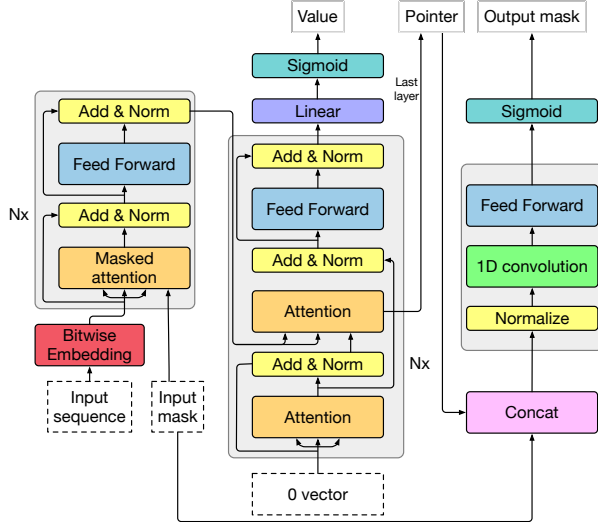 Value
Pointer
Output mask
Sigmoid
Last
layer
Linear
Sigmoid
Add & Norm
Feed Forward
Nx
Add & Norm
Masked
attention
Bitwise
Embedding
Input
sequence
Input
mask
Add & Norm
Feed Forward
Add & Norm
Attention
Add & Norm
Nx
Attention
0 vector
Feed Forward
1D convolution
Normalize
Concat